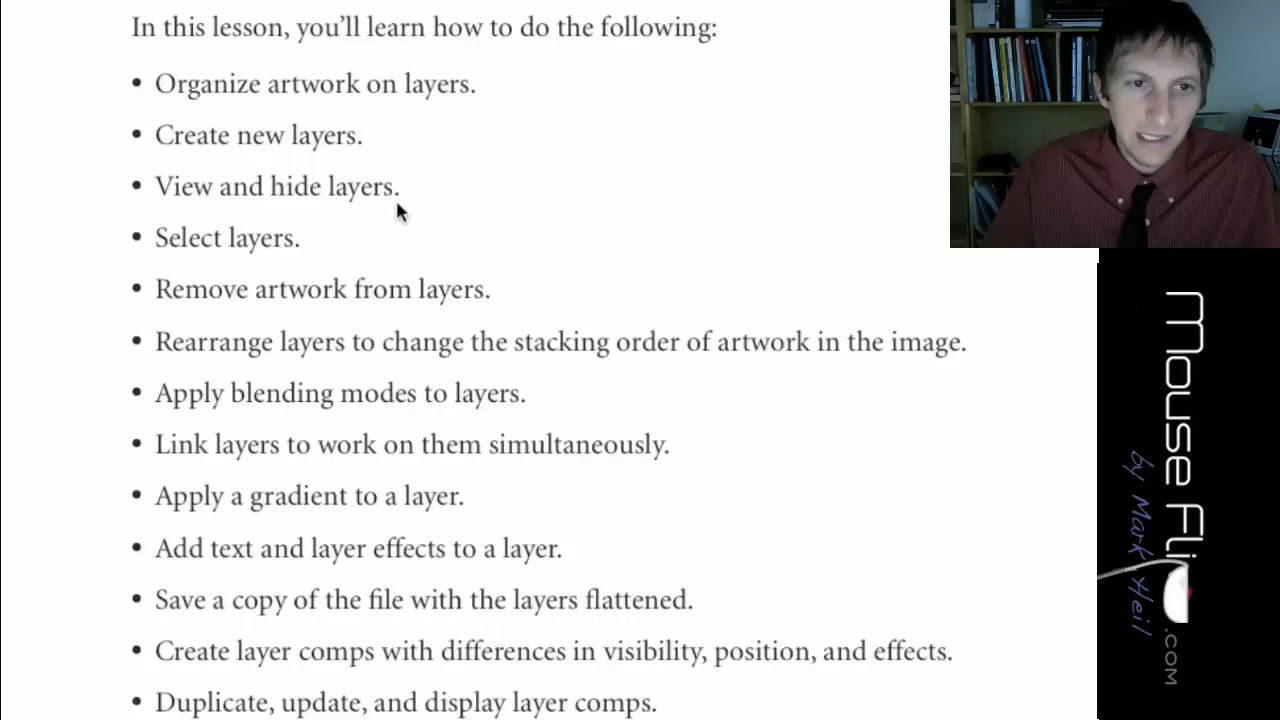 In this lesson, you'll learn how to do the following:
• Organize artwork on layers.
• Create new layers.
• View and hide layers.
• Select layers.
• Remove artwork from layers.
• Rearrange layers to change the stacking order of artwork in the image.
• Apply blending modes to layers.
• Link layers to work on them simultaneously.
• Apply a gradient to a layer.
• Add text and layer effects to a layer.
• Save a copy of the file with the layers flattened.
• Create layer comps with differences in visibility, position, and effects.
• Duplicate, update, and display layer comps.
Mouse Fli
.COM
by Mark Heil